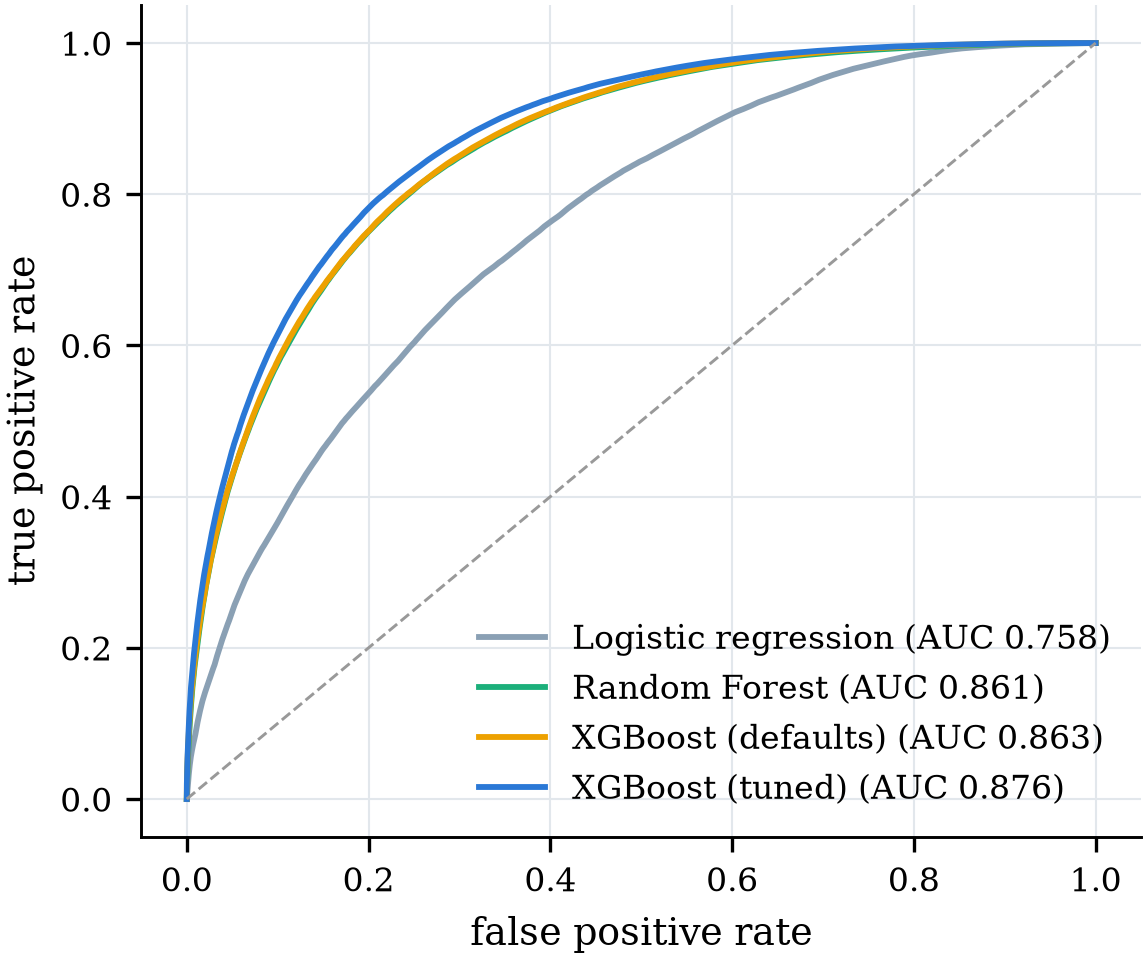 1.0
0.8
0.6
0.4
0.2
0.0
true positive rate
Logistic regression (AUC 0.758)
Random Forest (AUC 0.861)
XGBoost (defaults) (AUC 0.863)
XGBoost (tuned) (AUC 0.876)
0.0 0.2 0.4 0.6 0.8 1.0
false positive rate